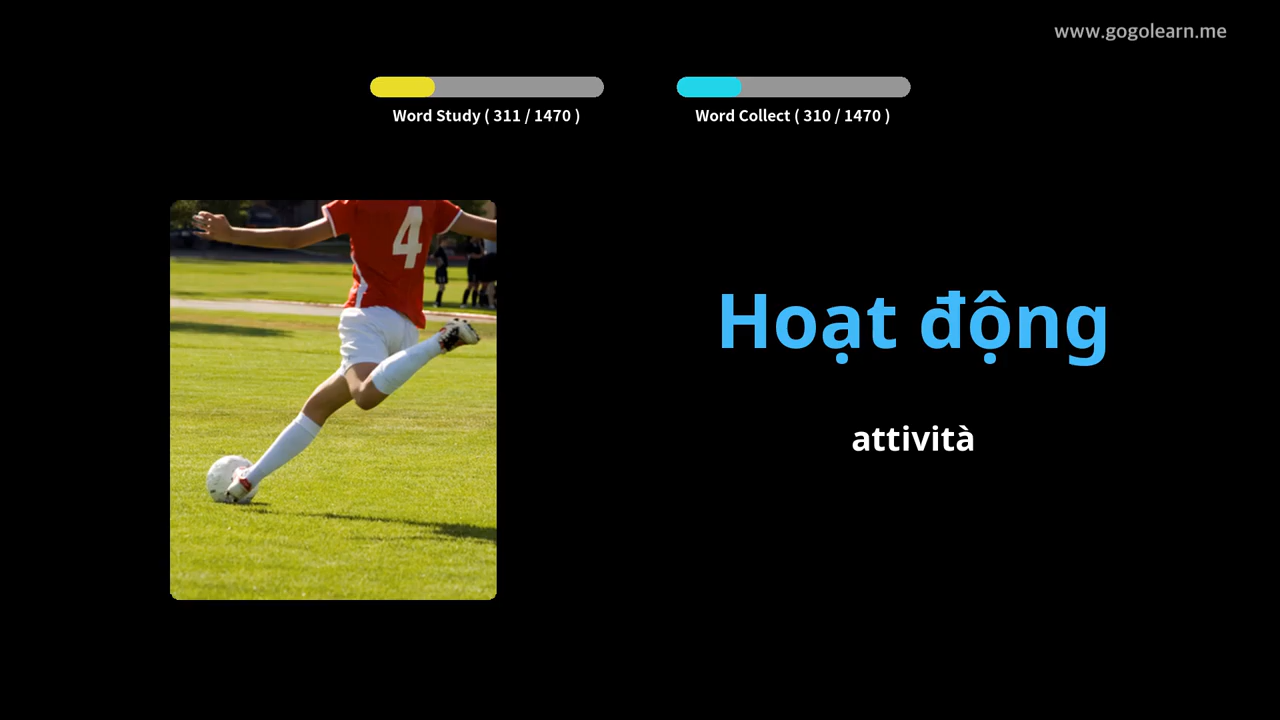 www.gogolearn.me
Word Study ( 311 / 1470 )
Word Collect ( 310 / 1470 )
4
Hoạt động
attività